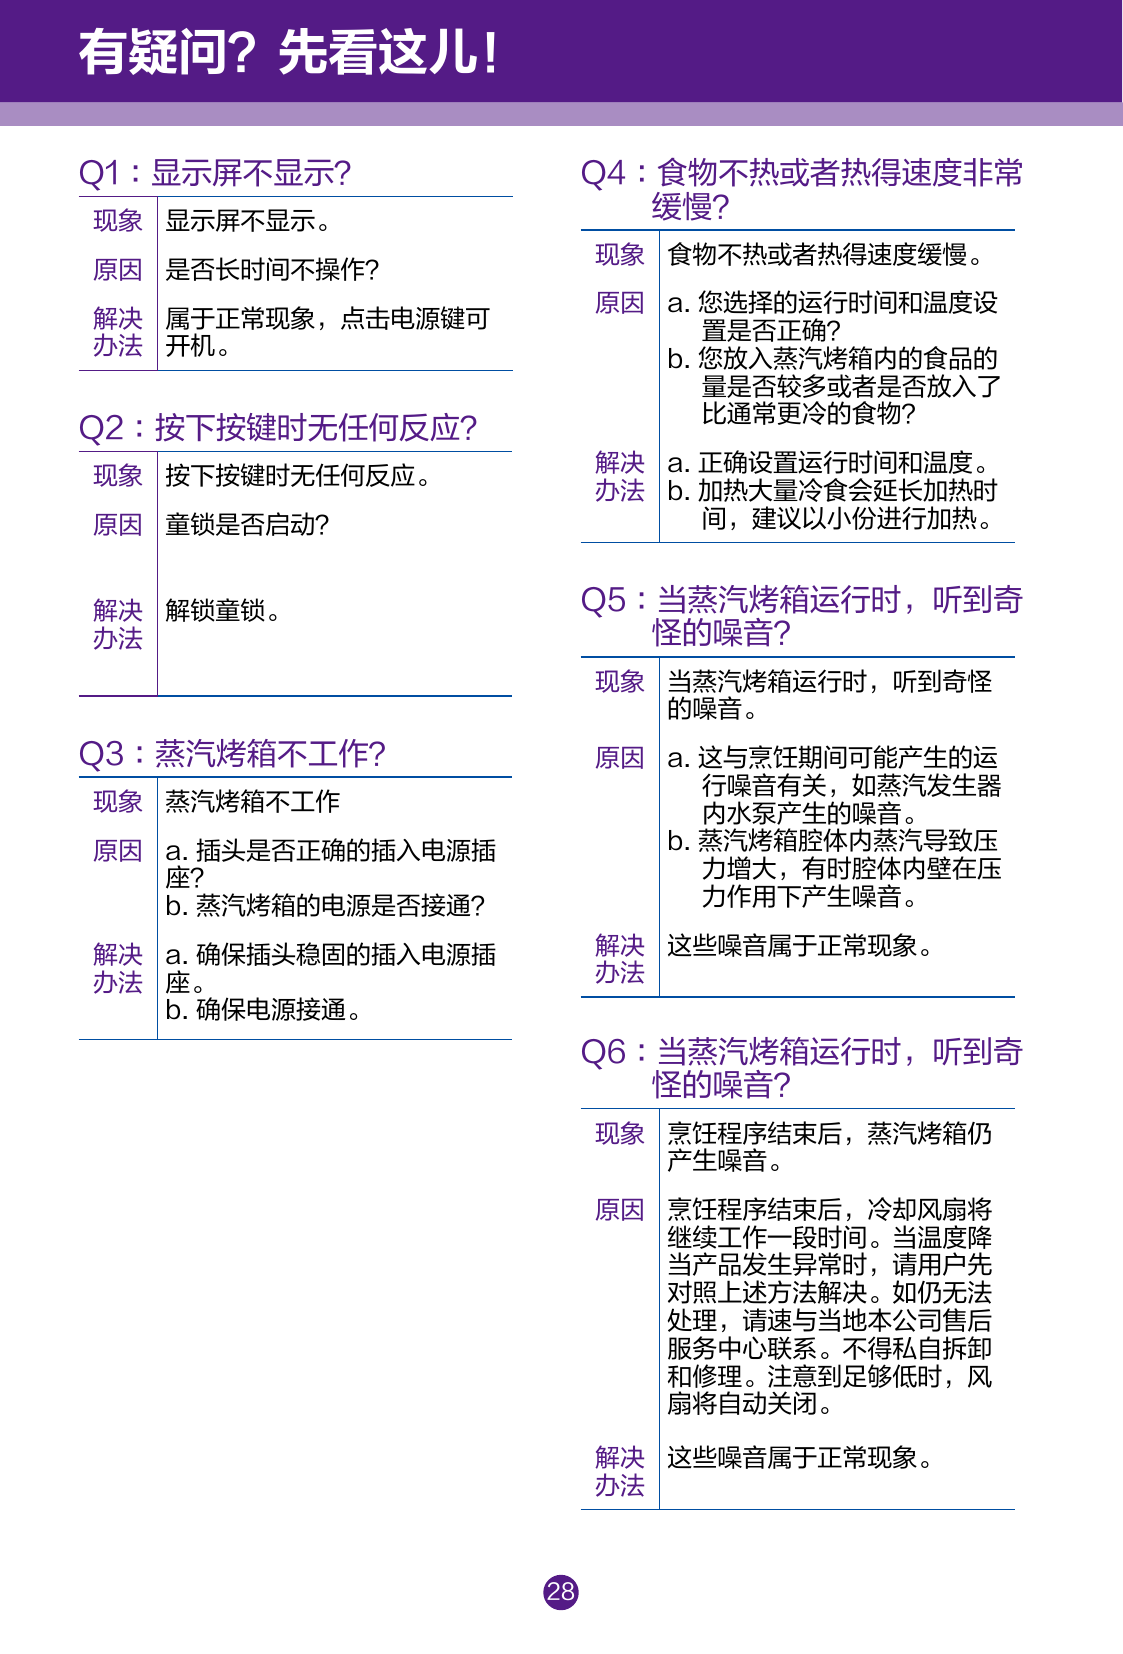 有疑问？先看这儿！
Q1：显示屏不显示？
现象 显示屏不显示。
原因 是否长时间不操作？
解决 属于正常现象，点击电源键可
办法 开机。
Q2：按下按键时无任何反应？
现象 按下按键时无任何反应。
原因 童锁是否启动？
解决 解锁童锁。
办法
Q3：蒸汽烤箱不工作？
现象 蒸汽烤箱不工作
原因 a. 插头是否正确的插入电源插
座？
b. 蒸汽烤箱的电源是否接通？
解决 a. 确保插头稳固的插入电源插
办法 座。
b. 确保电源接通。
Q4：食物不热或者热得速度非常
缓慢？
现象 食物不热或者热得速度缓慢。
原因 a. 您选择的运行时间和温度设
置是否正确？
b. 您放入蒸汽烤箱内的食品的
量是否较多或者是否放入了
比通常更冷的食物？
解决 a. 正确设置运行时间和温度。
办法 b. 加热大量冷食会延长加热时
间，建议以小份进行加热。
Q5：当蒸汽烤箱运行时，听到奇
怪的噪音？
现象 当蒸汽烤箱运行时，听到奇怪
的噪音。
原因 a. 这与烹饪期间可能产生的运
行噪音有关，如蒸汽发生器
内水泵产生的噪音。
b. 蒸汽烤箱腔体内蒸汽导致压
力增大，有时腔体内壁在压
力作用下产生噪音。
解决 这些噪音属于正常现象。
办法
Q6：当蒸汽烤箱运行时，听到奇
怪的噪音？
现象 烹饪程序结束后，蒸汽烤箱仍
产生噪音。
原因 烹饪程序结束后，冷却风扇将
继续工作一段时间。当温度降
当产品发生异常时，请用户先
对照上述方法解决。如仍无法
处理，请速与当地本公司售后
服务中心联系。不得私自拆卸
和修理。注意到足够低时，风
扇将自动关闭。
解决 这些噪音属于正常现象。
办法
28